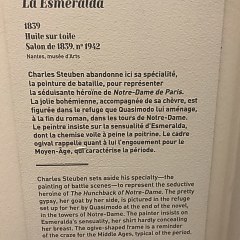 La Esmeralda
1839
Huile sur toile
Salon de 1839, n° 1942
Nantes, musée d'Arts
Charles Steuben abandonne ici sa spécialité,
la peinture de bataille, pour représenter
la séduisante héroïne de Notre-Dame de Paris.
La jolie bohémienne, accompagnée de sa chèvre, est
figurée dans le refuge que Quasimodo lui aménage,
à la fin du roman, dans les tours de Notre-Dame.
Le peintre insiste sur la sensualité d'Esmeralda,
dont la chemise voile à peine la poitrine. Le cadre
ogival rappelle quant à lui l'engouement pour le
Moyen-Âge, qui caractérise la période.
Charles Steuben sets aside his specialty—the
painting of battle scenes—to represent the seductive
heroine of The Hunchback of Notre-Dame. The pretty
gypsy, her goat by her side, is pictured in the refuge
set up for her by Quasimodo at the end of the novel,
in the towers of Notre-Dame. The painter insists on
Esmeralda's sensuality, her shirt hardly concealing
her breast. The ogive-shaped frame is a reminder
of the craze for the Middle Ages, typical of the period.